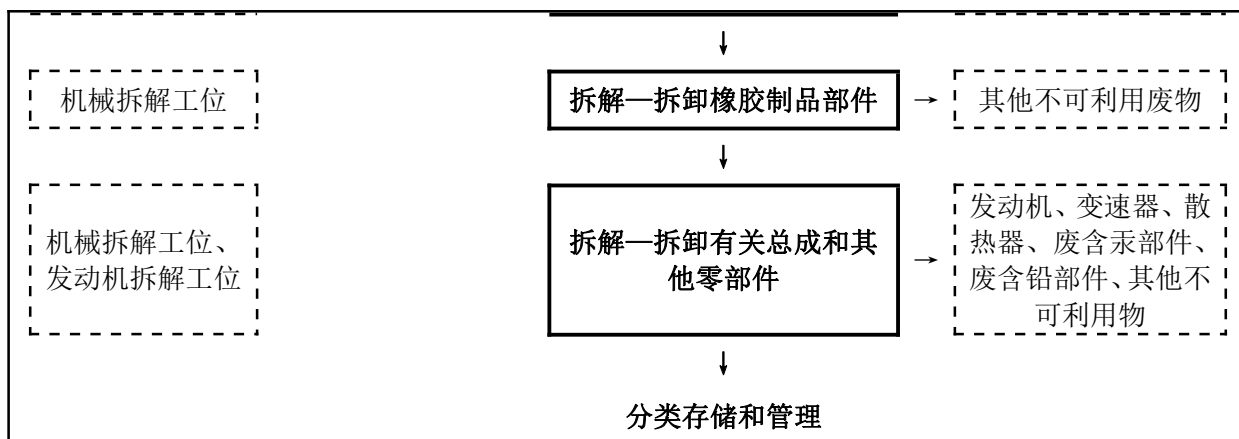 ↓
机械拆解工位
拆解—拆卸橡胶制品部件
→
其他不可利用废物
↓
机械拆解工位、
发动机拆解工位
拆解—拆卸有关总成和其
他零部件
→
发动机、变速器、散
热器、废含汞部件、
废含铅部件、其他不
可利用物
↓
分类存储和管理